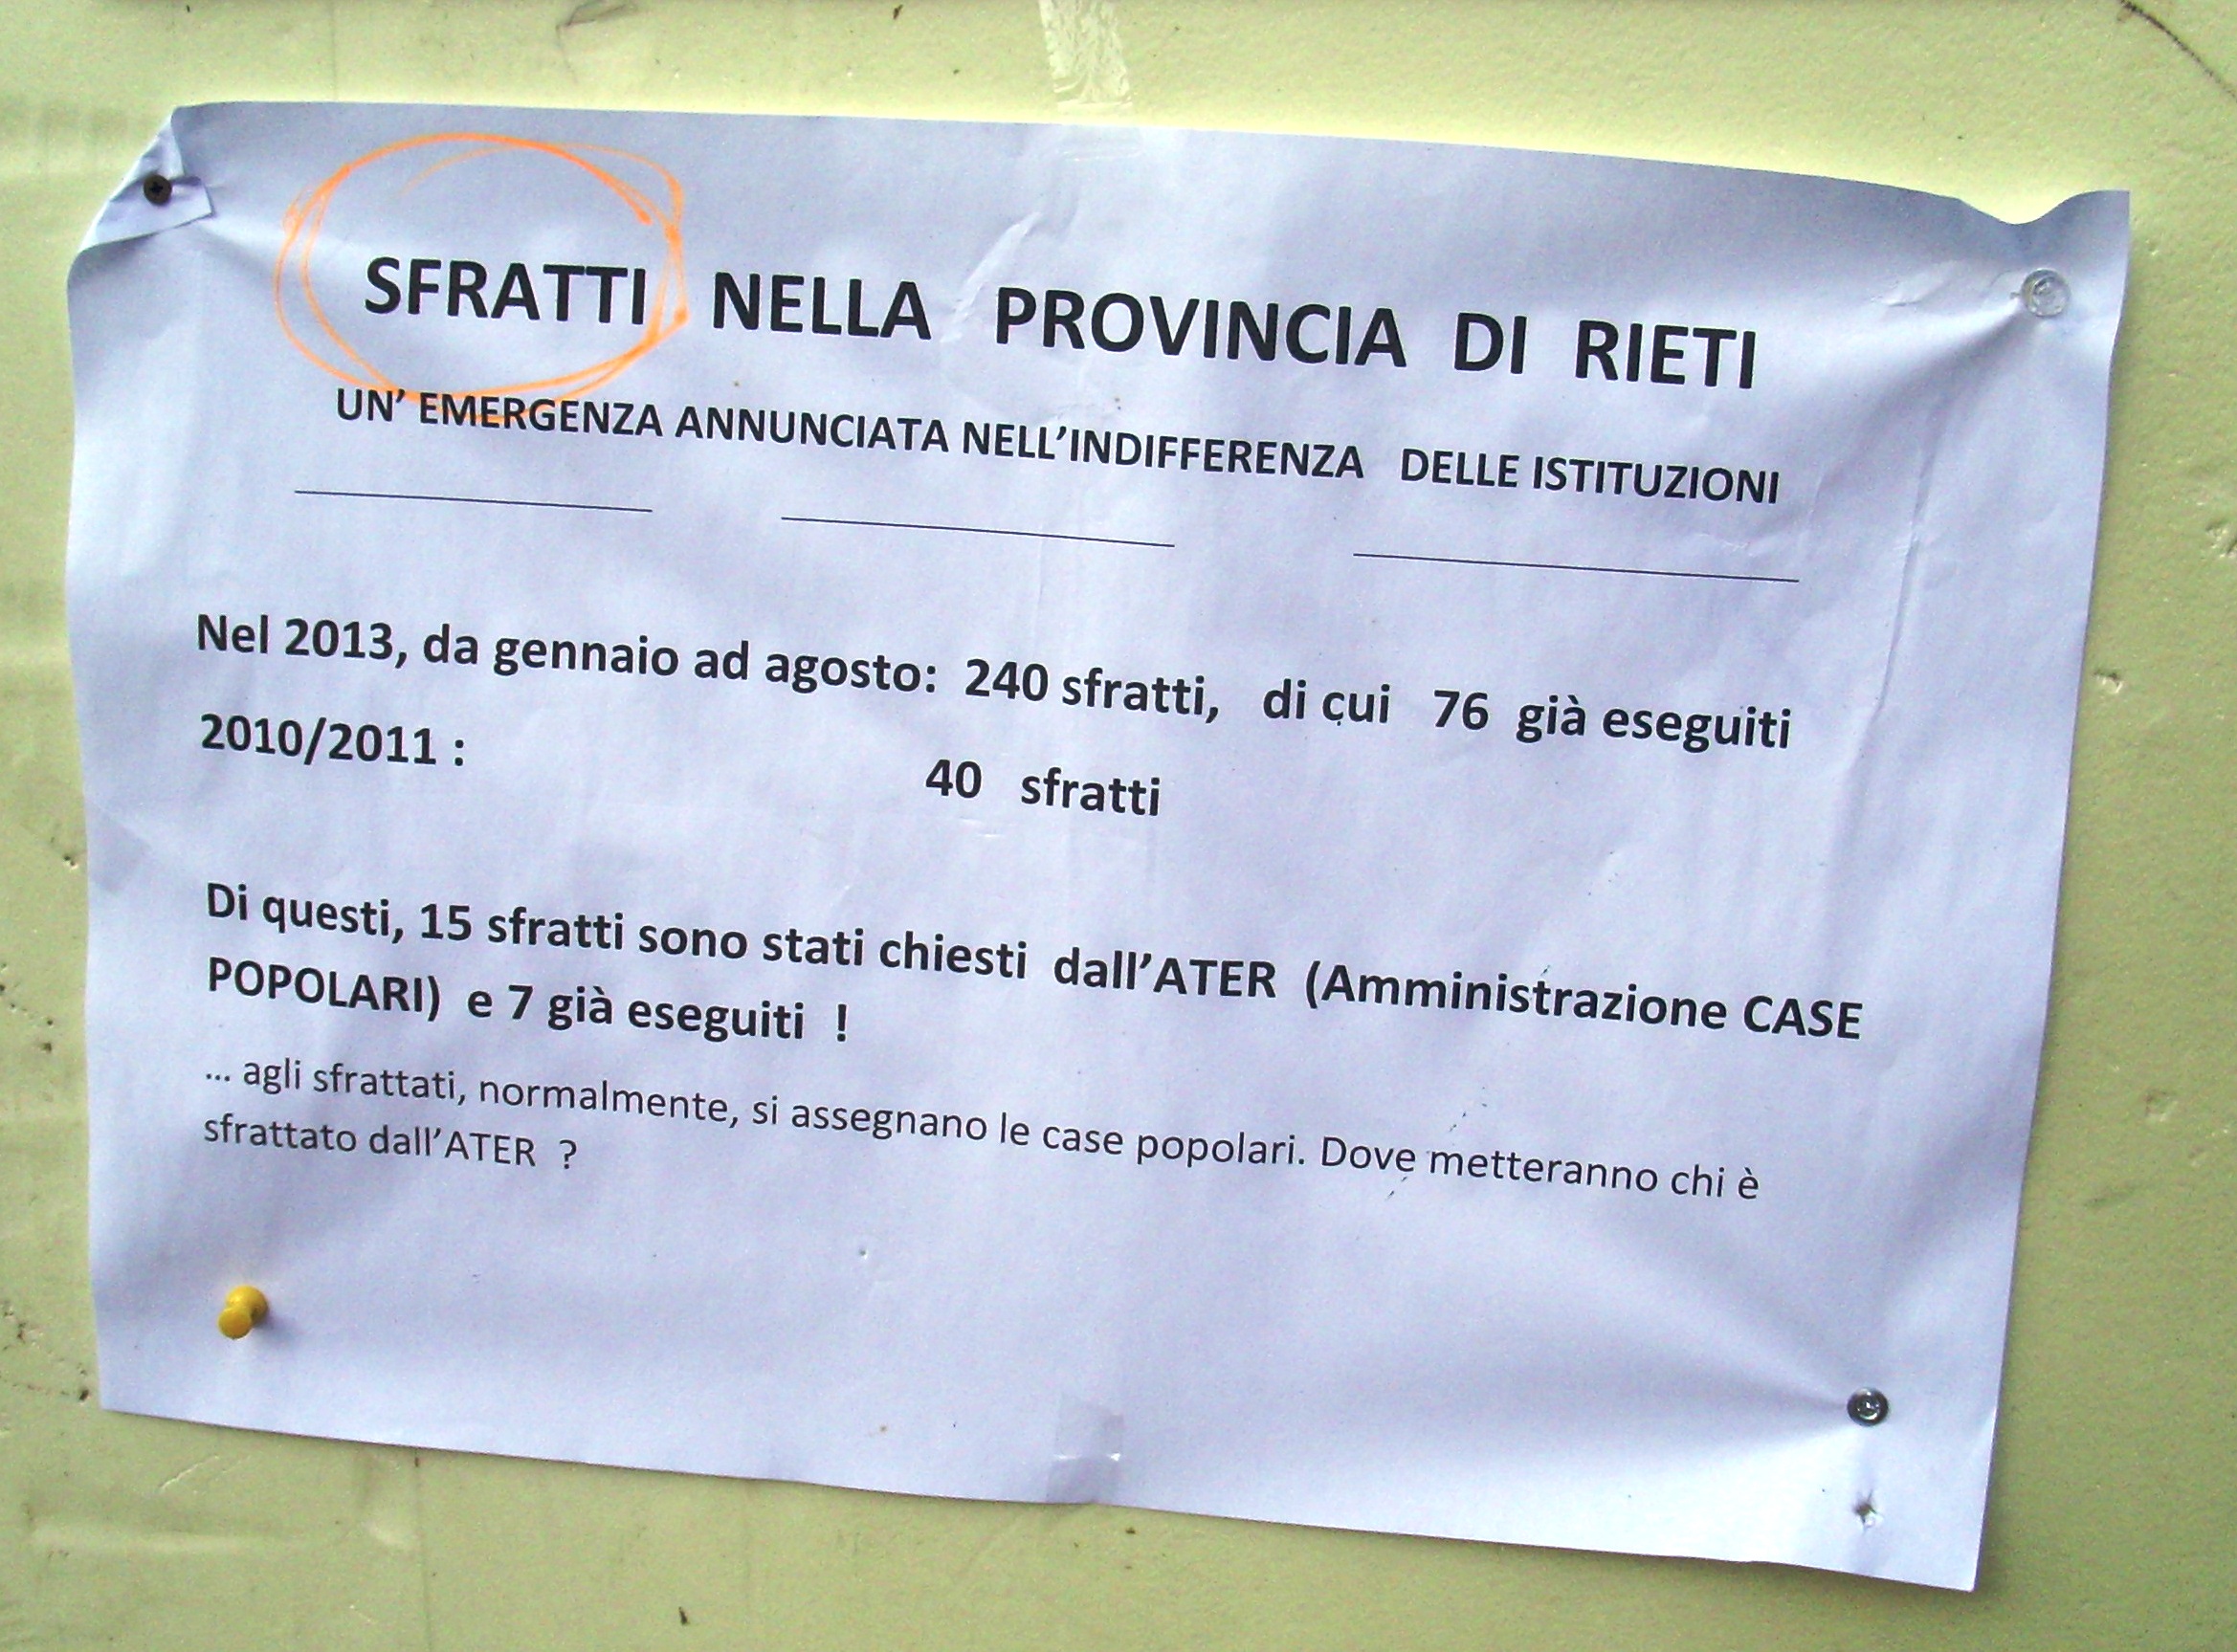 SFRATTI NELLA PROVINCIA DI RIETI
UN' EMERGENZA ANNUNCIATA NELL'INDIFFERENZA DELLE ISTITUZIONI
Nel 2013, da gennaio ad agosto: 240 sfratti, di cui 76 già eseguiti
2010/2011 : 40 sfratti
Di questi, 15 sfratti sono stati chiesti dall'ATER (Amministrazione CASE
POPOLARI) e 7 già eseguiti !
... agli sfrattati, normalmente, si assegnano le case popolari. Dove metteranno chi è
sfrattato dall'ATER ?